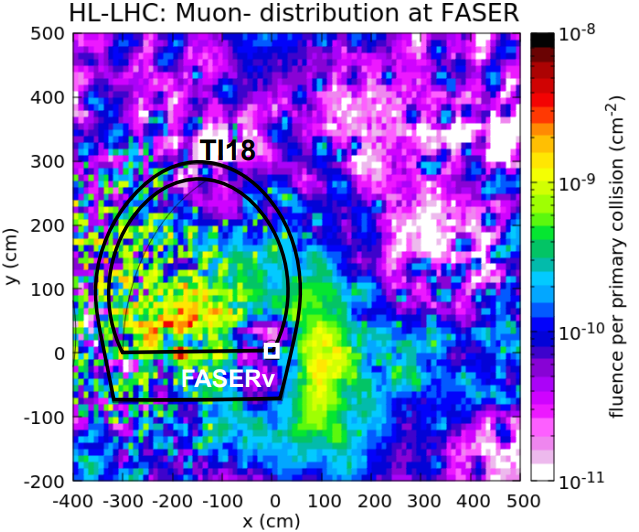 HL-LHC: Muon- distribution at FASER
500
400
300
200
100
0
-100
-200
y (cm)
TI18
FASERν
-400 -300 -200 -100 0 100 200 300 400 500
x (cm)
10⁻⁸
10⁻⁹
10⁻¹⁰
10⁻¹¹
fluence per primary collision (cm⁻²)